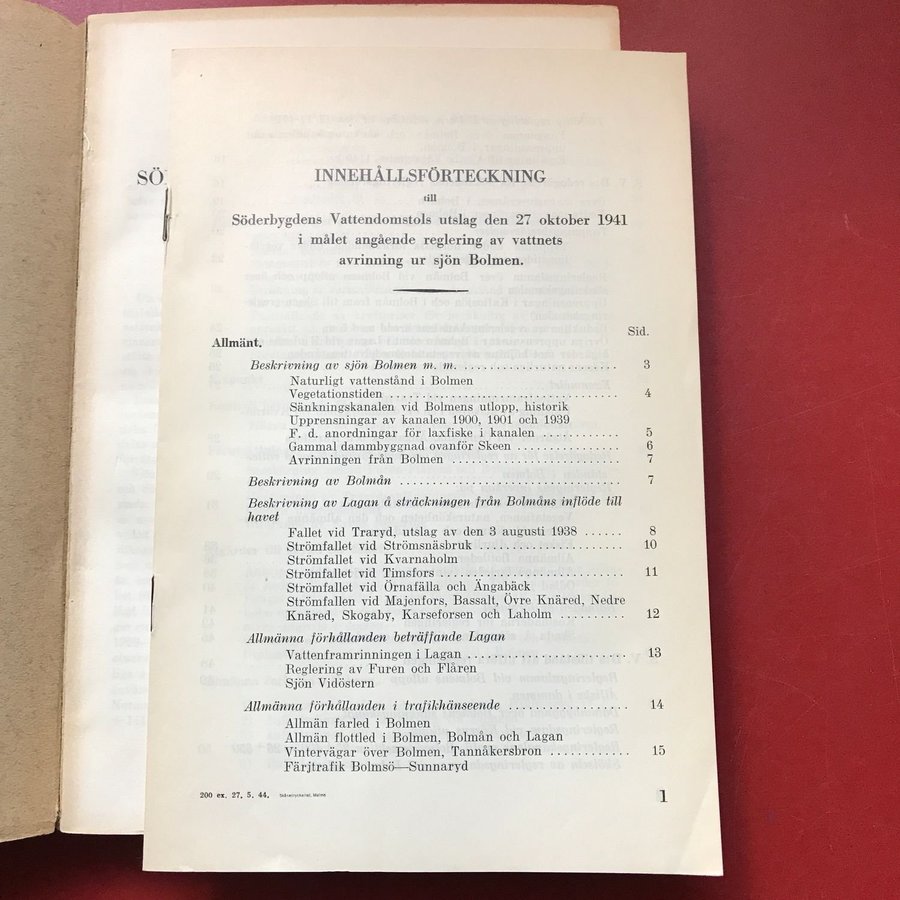 SÖ
INNEHÅLLSFÖRTECKNING
till
Söderbygdens Vattendomstols utslag den 27 oktober 1941
i målet angående reglering av vattnets
avrinning ur sjön Bolmen.
Sid.
Allmänt.
Beskrivning av sjön Bolmen m. m. ........................ 3
Naturligt vattenstånd i Bolmen
Vegetationstiden .................................... 4
Sänkningskanalen vid Bolmens utlopp, historik
Upprensningar av kanalen 1900, 1901 och 1939
F. d. anordningar för laxfiske i kanalen ............ 5
Gammal dammbyggnad ovanför Skeen ................ 6
Avrinningen från Bolmen .......................... 7
Beskrivning av Bolmån .................................. 7
Beskrivning av Lagan å sträckningen från Bolmåns inflöde till
havet
Fallet vid Traryd, utslag av den 3 augusti 1938 ...... 8
Strömfallet vid Strömsnäsbruk ...................... 10
Strömfallet vid Kvarnaholm
Strömfallet vid Timsfors ............................ 11
Strömfallet vid Örnafälla och Ängabäck
Strömfallen vid Majenfors, Bassalt, Övre Knäred, Nedre
Knäred, Skogaby, Karseforsen och Laholm .......... 12
Allmänna förhållanden beträffande Lagan
Vattenframrinningen i Lagan ........................ 13
Reglering av Furen och Flåren
Sjön Vidöstern
Allmänna förhållanden i trafikhänseende .................. 14
Allmän farled i Bolmen
Allmän flottled i Bolmen, Bolmån och Lagan
Vintervägar över Bolmen, Tannåkersbron ............ 15
Färjtrafik Bolmsö—Sunnaryd
200 ex. 27. 5. 44. Skånetryckeriet, Malmö
1